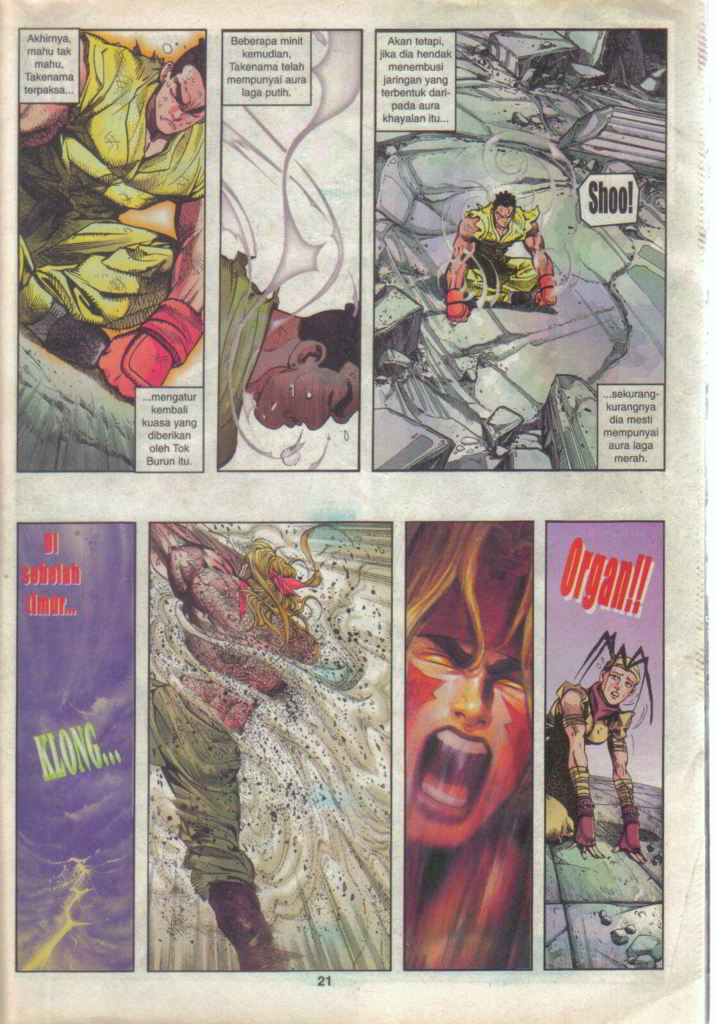 Akhirnya,
mahu tak
mahu,
Takenama
terpaksa...
...mengatur
kembali
kuasa yang
diberikan
oleh Tok
Burun itu.
Beberapa minit
kemudian,
Takenama telah
mempunyai aura
laga putih.
Akan tetapi,
jika dia hendak
menembusi
jaringan yang
terbentuk dari-
pada aura
khayalan itu...
Shoo!
...sekurang-
kurangnya
dia mesti
mempunyai
aura laga
merah.
Di
sebelah
timur...
KLONG...
Organ!!
21